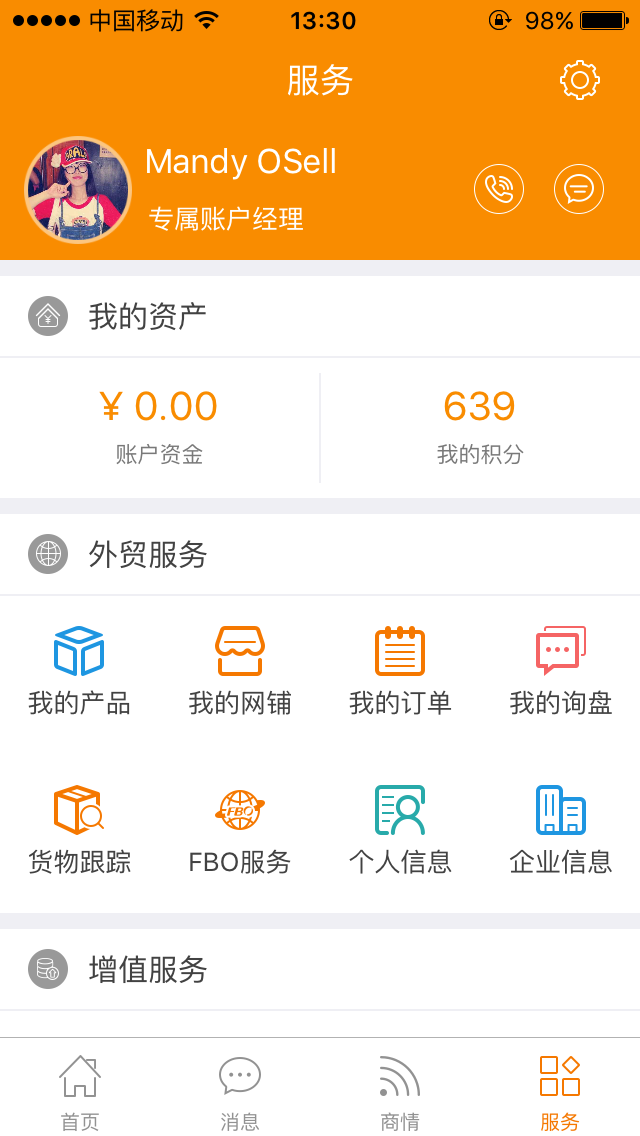 中国移动 13:30 98%
服务
Mandy OSell
专属账户经理
我的资产
¥ 0.00 639
账户资金 我的积分
外贸服务
我的产品 我的网铺 我的订单 我的询盘
FBO
货物跟踪 FBO服务 个人信息 企业信息
增值服务
首页 消息 商情 服务